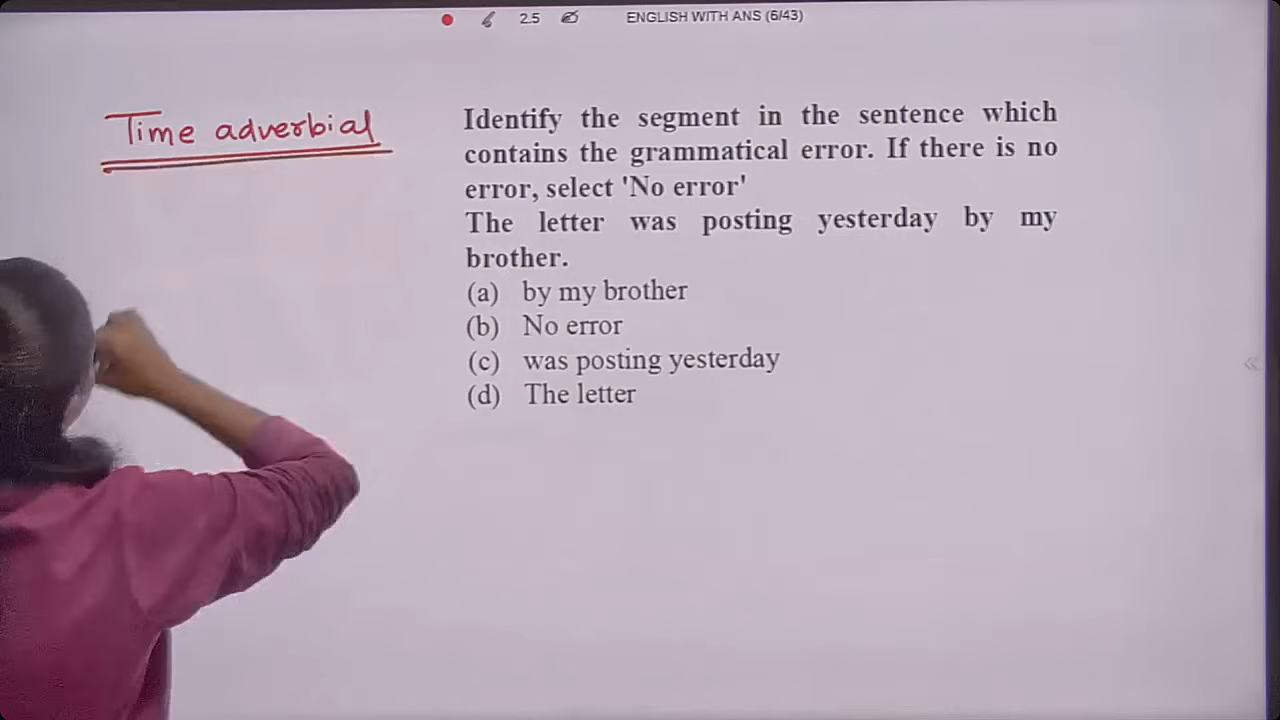 2.5 ENGLISH WITH ANS (6/43)
Time adverbial
Identify the segment in the sentence which
contains the grammatical error. If there is no
error, select 'No error'
The letter was posting yesterday by my
brother.
(a) by my brother
(b) No error
(c) was posting yesterday
(d) The letter